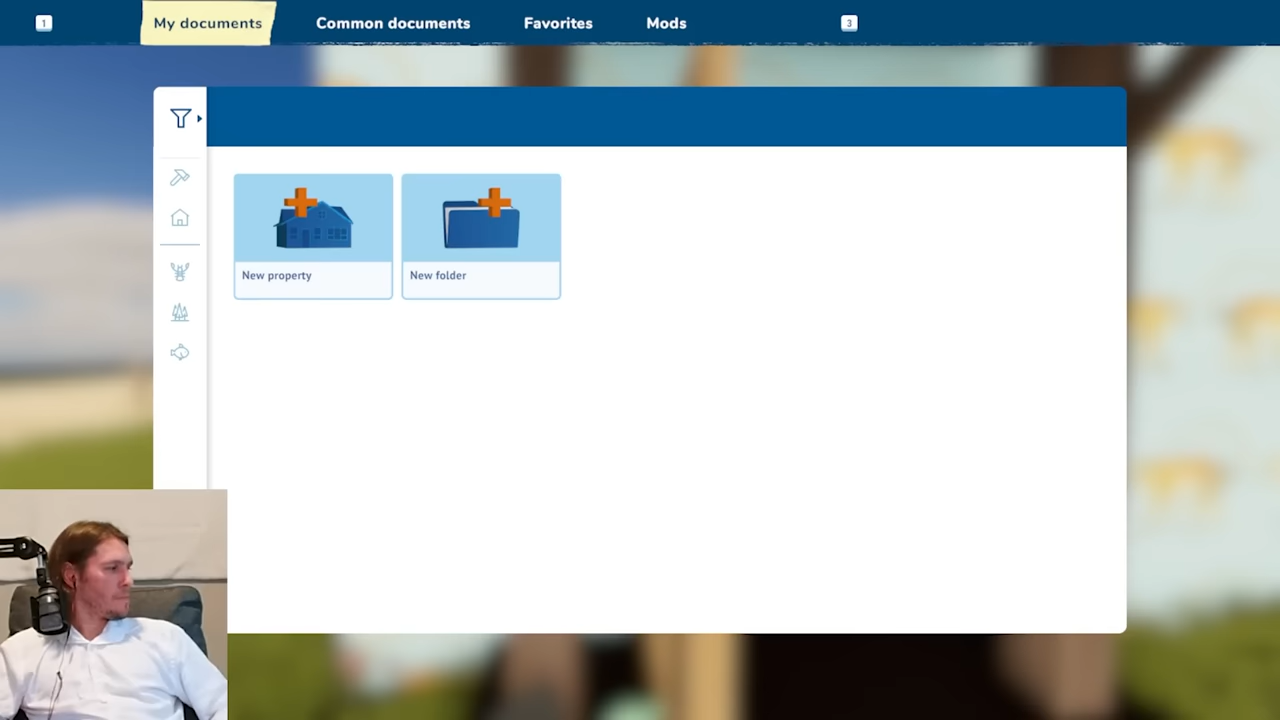 1
My documents
Common documents
Favorites
Mods
3
New property
New folder